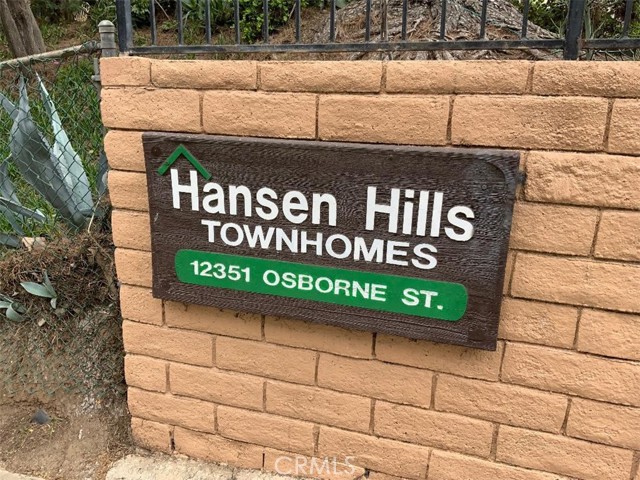 Hansen Hills
TOWNHOMES
12351 OSBORNE ST.
CRMLS